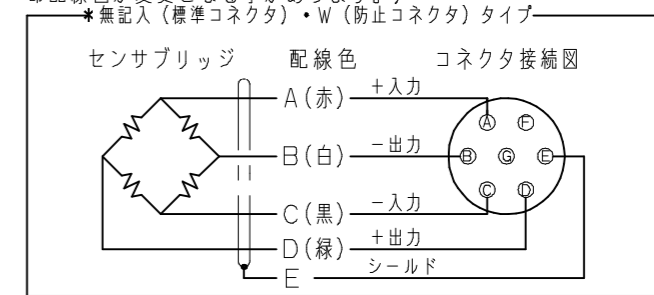 *無記入（標準コネクタ）・W（防止コネクタ）タイプ
センサブリッジ 配線色 コネクタ接続図
A(赤) +入力
A F
B(白) -出力
B G E
C D
C(黒) -入力
D(緑) +出力
E シールド